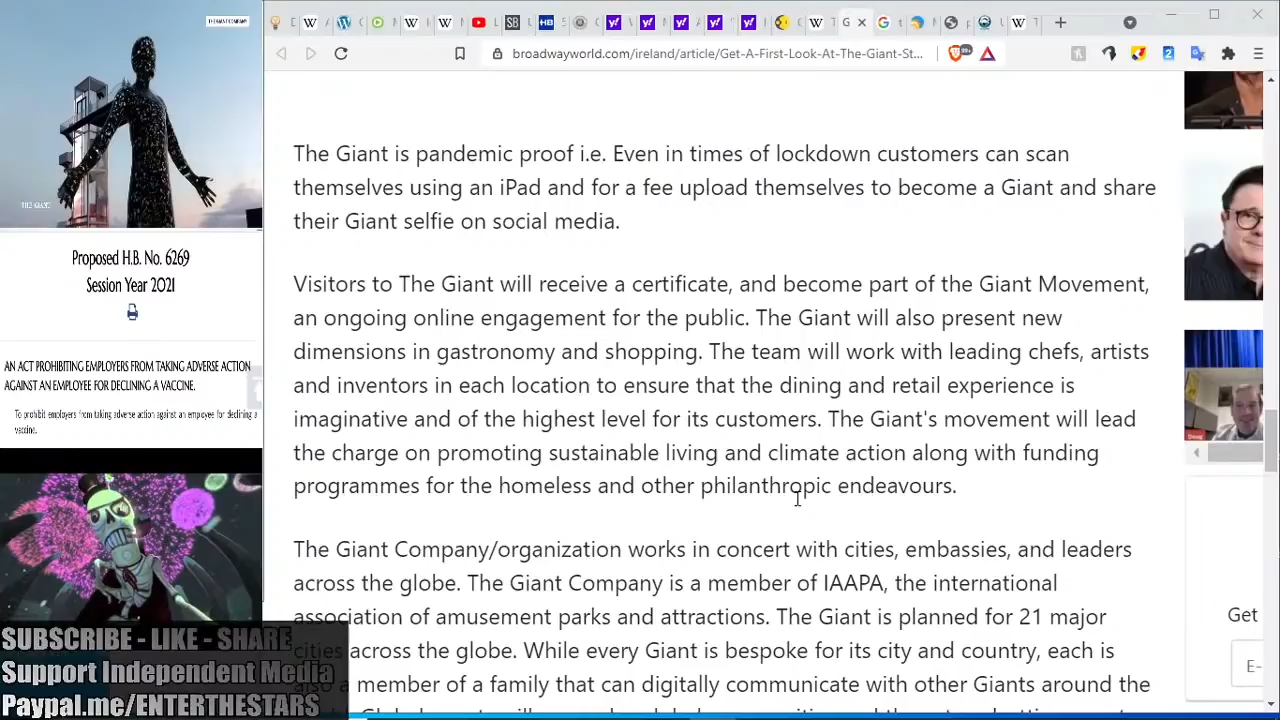 THE GIANT COMPANY
THE GIANT
Proposed H.B. No. 6269
Session Year 2021
AN ACT PROHIBITING EMPLOYERS FROM TAKING ADVERSE ACTION
AGAINST AN EMPLOYEE FOR DECLINING A VACCINE.
To prohibit employers from taking adverse action against an employee for declining a
vaccine.
SUBSCRIBE - LIKE - SHARE
Support Independent Media
Paypal.me/ENTERTHESTARS
broadwayworld.com/ireland/article/Get-A-First-Look-At-The-Giant-St...
99+
The Giant is pandemic proof i.e. Even in times of lockdown customers can scan
themselves using an iPad and for a fee upload themselves to become a Giant and share
their Giant selfie on social media.
Visitors to The Giant will receive a certificate, and become part of the Giant Movement,
an ongoing online engagement for the public. The Giant will also present new
dimensions in gastronomy and shopping. The team will work with leading chefs, artists
and inventors in each location to ensure that the dining and retail experience is
imaginative and of the highest level for its customers. The Giant's movement will lead
the charge on promoting sustainable living and climate action along with funding
programmes for the homeless and other philanthropic endeavours.
The Giant Company/organization works in concert with cities, embassies, and leaders
across the globe. The Giant Company is a member of IAAPA, the international
association of amusement parks and attractions. The Giant is planned for 21 major
cities across the globe. While every Giant is bespoke for its city and country, each is
also a member of a family that can digitally communicate with other Giants around the
Doug
Get
E-